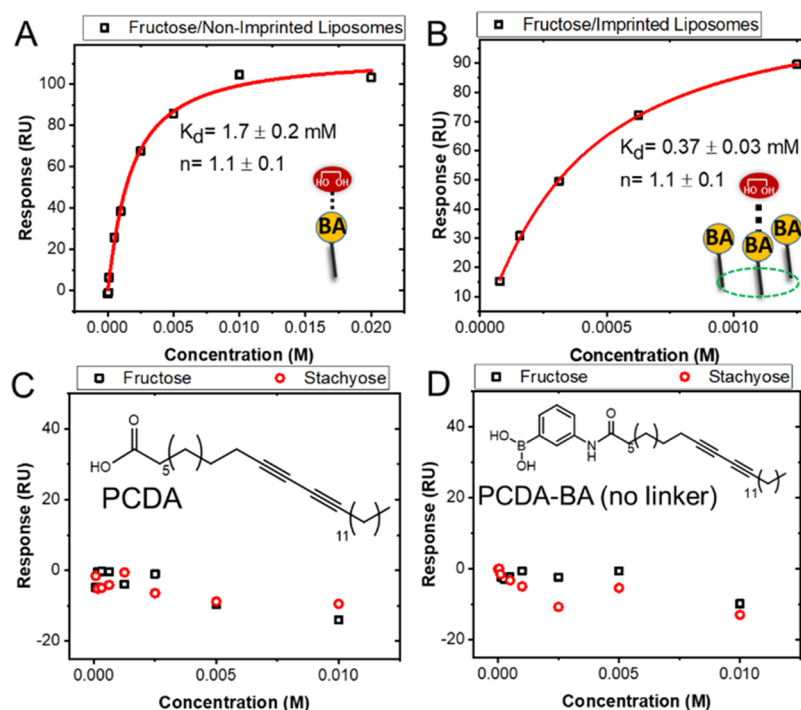 A
Fructose/Non-Imprinted Liposomes
Response (RU)
100
80
60
40
20
0
K_d= 1.7 ± 0.2 mM
n= 1.1 ± 0.1
HO OH
BA
0.000 0.005 0.010 0.015 0.020
Concentration (M)
B
Fructose/Imprinted Liposomes
Response (RU)
90
80
70
60
50
40
30
20
10
K_d= 0.37 ± 0.03 mM
n= 1.1 ± 0.1
HO OH
BA BA BA
0.0005 0.0010
Concentration (M)
C
Fructose Stachyose
Response (RU)
40
20
0
-20
O
HO
5
11
PCDA
0.000 0.005 0.010
Concentration (M)
D
Fructose Stachyose
Response (RU)
40
20
0
-20
HO
B
OH
N
H
O
5
11
PCDA-BA (no linker)
0.000 0.005 0.010
Concentration (M)